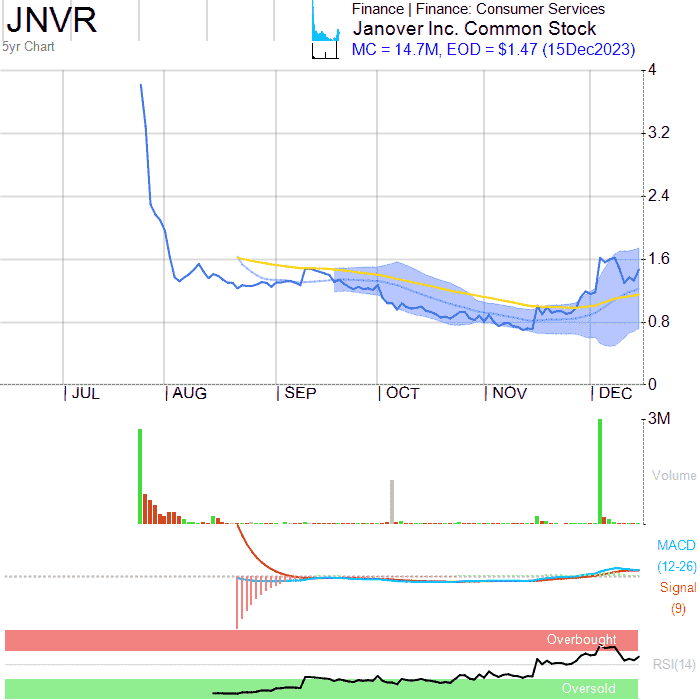 JNVR
5yr Chart
Finance | Finance: Consumer Services
Janover Inc. Common Stock
MC = 14.7M, EOD = $1.47 (15Dec2023)
4
3.2
2.4
1.6
0.8
0
JUL AUG SEP OCT NOV DEC
3M
Volume
MACD
(12-26)
Signal
(9)
Overbought
RSI(14)
Oversold